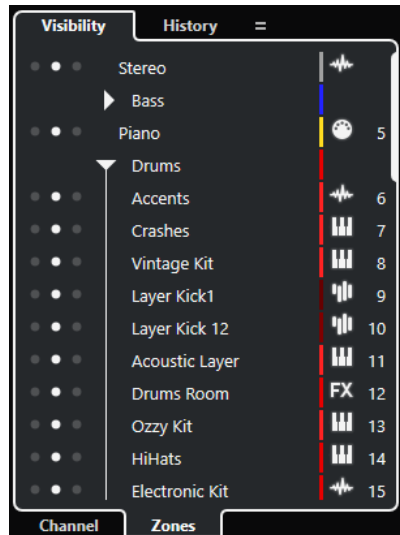 Visibility History =
Stereo
Bass
Piano 5
Drums
Accents 6
Crashes 7
Vintage Kit 8
Layer Kick1 9
Layer Kick 12 10
Acoustic Layer 11
Drums Room FX 12
Ozzy Kit 13
HiHats 14
Electronic Kit 15
Channel Zones